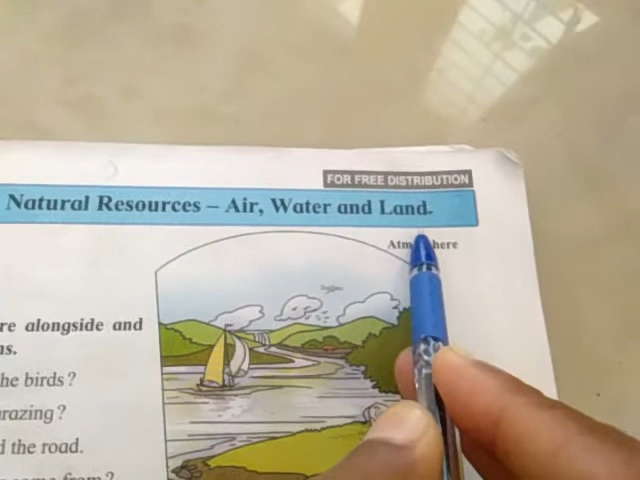 FOR FREE DISTRIBUTION
Natural Resources – Air, Water and Land.
re alongside and
ns.
he birds?
razing?
d the road.